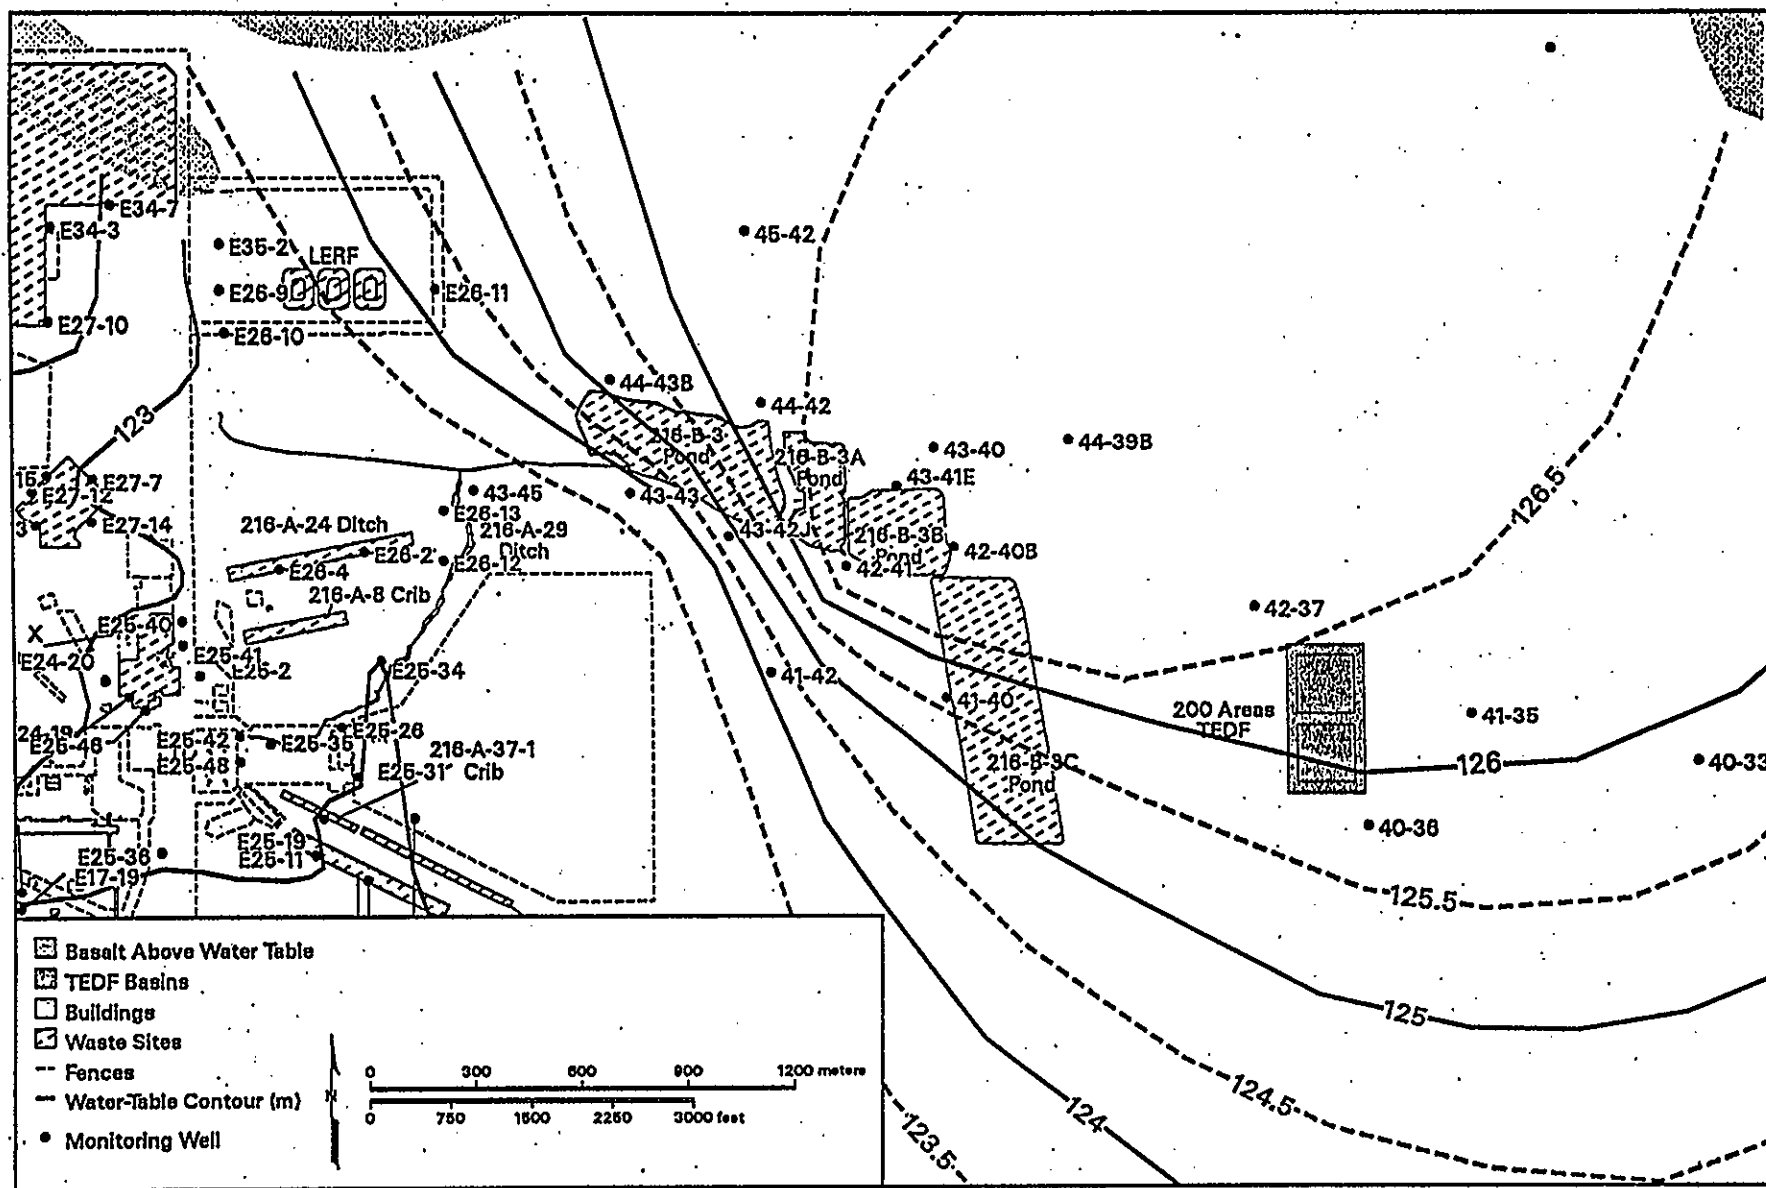 E34-7
E34-3
E35-2
LERF
45-42
E26-9
E26-11
E27-10
E26-10
44-43B
44-42
123
216-B-3
Pond
216-B-3A
Pond
43-40
44-39B
43-41E
126.5
E27-7
12
43-45
43-43
E26-13
E27-14
216-A-24 Ditch
216-A-29
Ditch
43-42J
216-B-3B
Pond
42-40B
E26-2
E26-12
42-41
E26-4
216-A-8 Crib
42-37
E25-40
X
E24-20
E25-41
E25-2
E25-34
41-42
41-40
200 Areas
TEDF
41-35
24-19
E25-46
E25-42
E25-35
E25-26
216-A-37-1
Crib
E25-48
E25-31
216-B-3C
Pond
126
40-33
40-36
E25-19
E25-11
E25-36
E17-19
125.5
Basalt Above Water Table
TEDF Basins
Buildings
Waste Sites
Fences
Water-Table Contour (m)
Monitoring Well
N
0 300 600 900 1200 meters
0 750 1500 2250 3000 feet
125
124.5
124
123.5